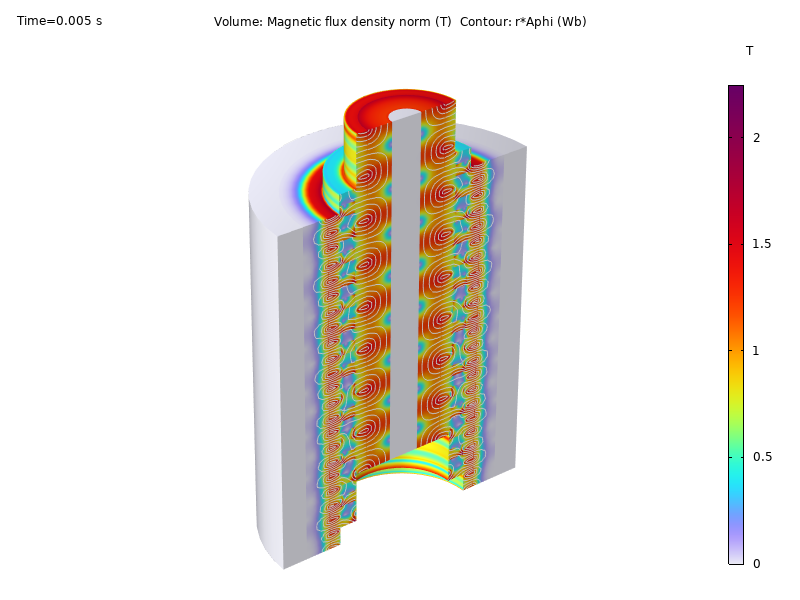 Time=0.005 s
Volume: Magnetic flux density norm (T)  Contour: r*Aphi (Wb)
T
2
1.5
1
0.5
0